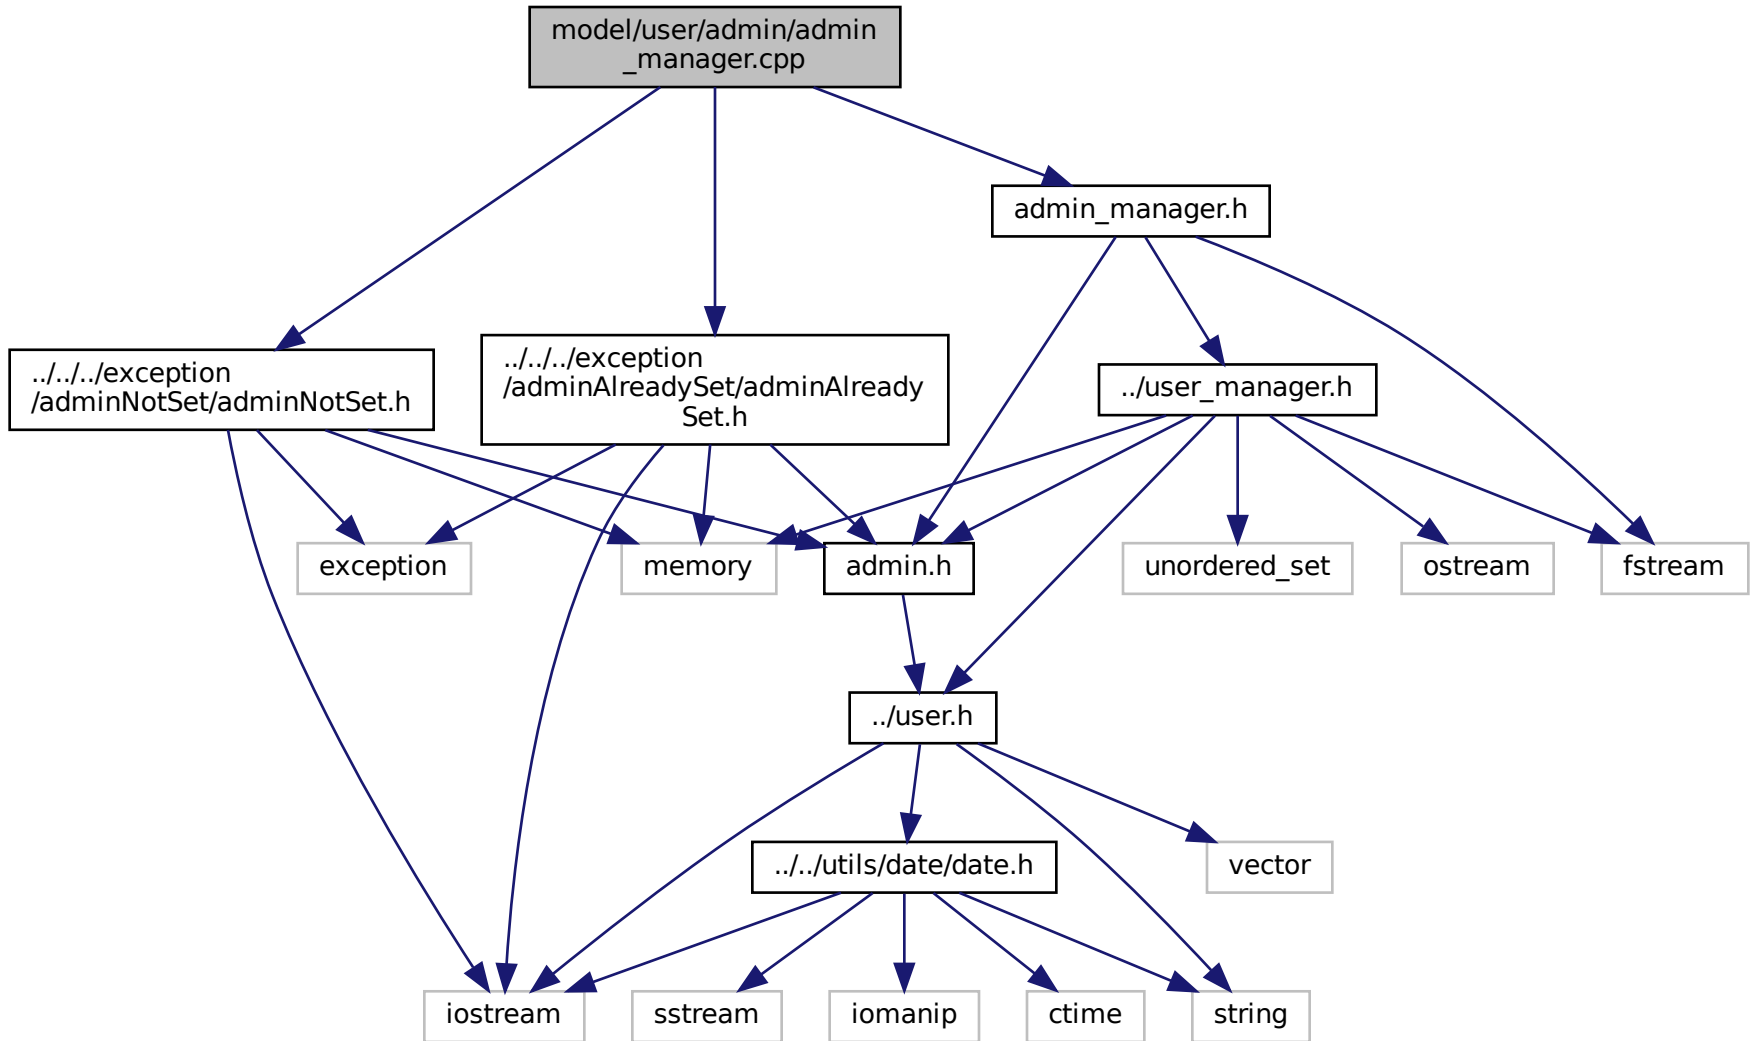 model/user/admin/admin
_manager.cpp
admin_manager.h
../../../exception
/adminNotSet/adminNotSet.h
../../../exception
/adminAlreadySet/adminAlready
Set.h
../user_manager.h
exception
memory
admin.h
unordered_set
ostream
fstream
../user.h
../../utils/date/date.h
vector
iostream
sstream
iomanip
ctime
string